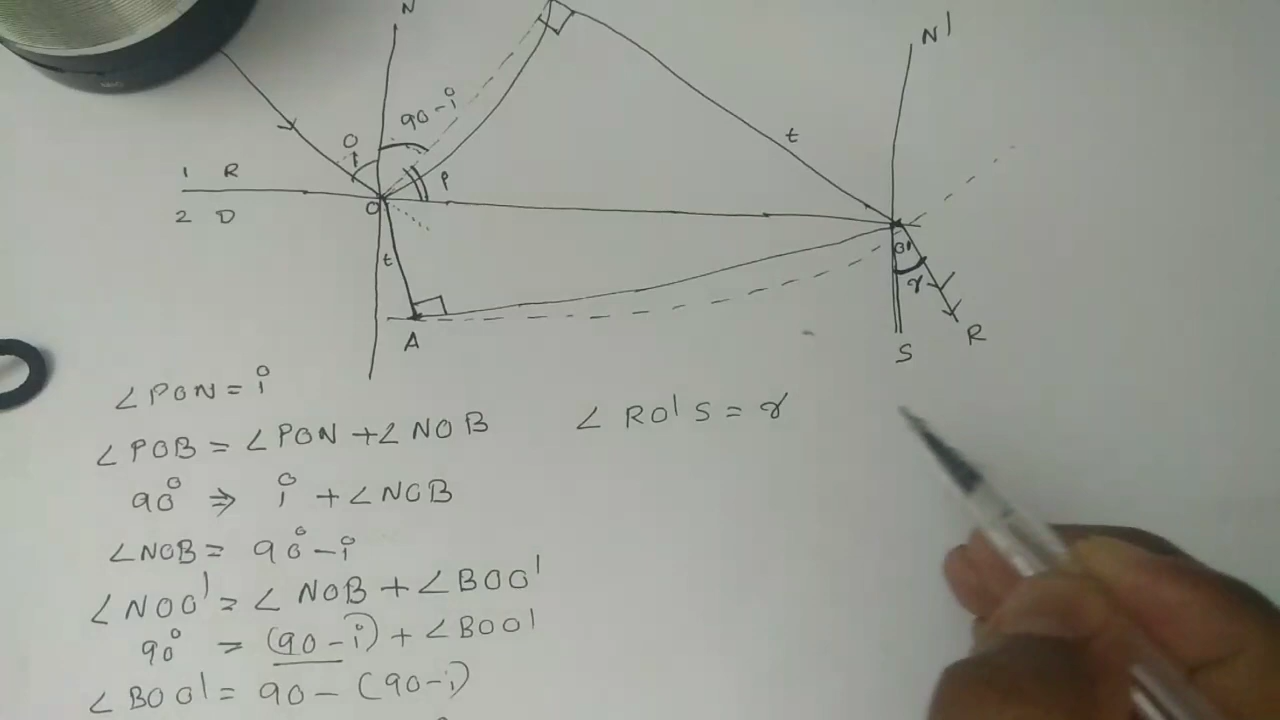 N
N'
90-i
i
t
1 R
P
2 D
O
t
O'
r
R
A
S
∠PON = i
∠RO'S = r
∠POB = ∠PON + ∠NOB
90° ⇒ i + ∠NOB
∠NOB = 90° - i
∠NOO' = ∠NOB + ∠BOO'
90° = (90-i) + ∠BOO'
∠BOO' = 90 - (90-i)